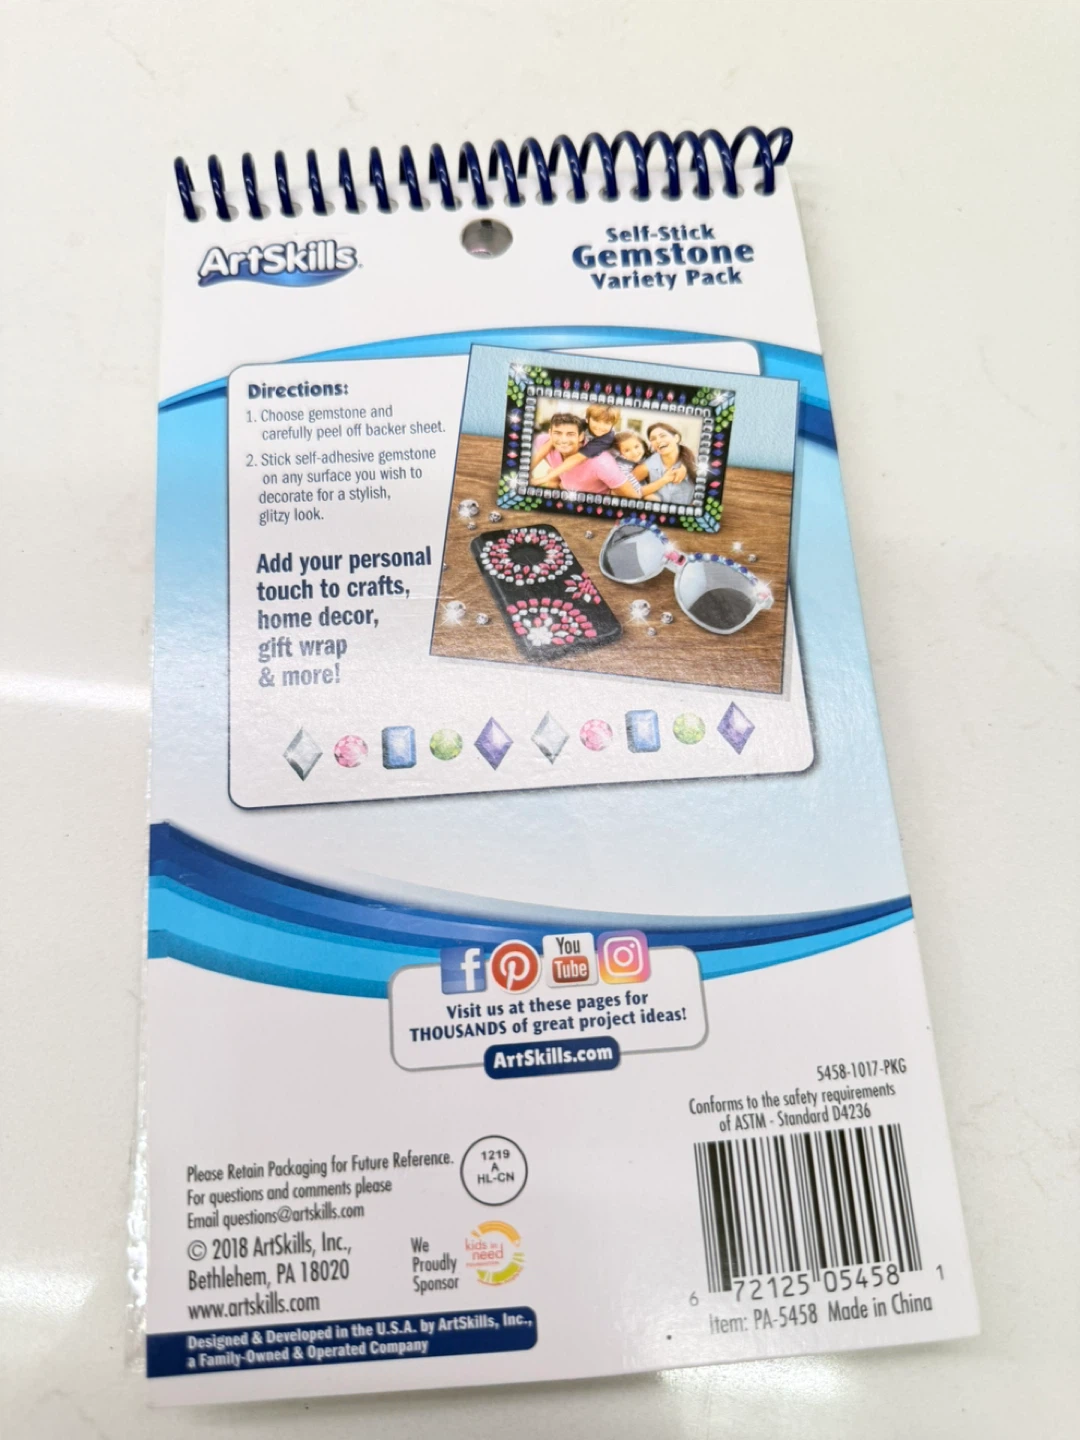 ArtSkills.
Self-Stick
Gemstone
Variety Pack
Directions:
1. Choose gemstone and
carefully peel off backer sheet.
2. Stick self-adhesive gemstone
on any surface you wish to
decorate for a stylish,
glitzy look.
Add your personal
touch to crafts,
home decor,
gift wrap
& more!
f
You
Tube
Visit us at these pages for
THOUSANDS of great project ideas!
ArtSkills.com
5458-1017-PKG
Conforms to the safety requirements
of ASTM - Standard D4236
Please Retain Packaging for Future Reference.
For questions and comments please
Email questions@artskills.com
© 2018 ArtSkills, Inc.,
Bethlehem, PA 18020
www.artskills.com
1219
A
HL-CN
We
Proudly
Sponsor
kids in
need
Designed & Developed in the U.S.A. by ArtSkills, Inc.,
a Family-Owned & Operated Company
6 72125 05458 1
Item: PA-5458 Made in China